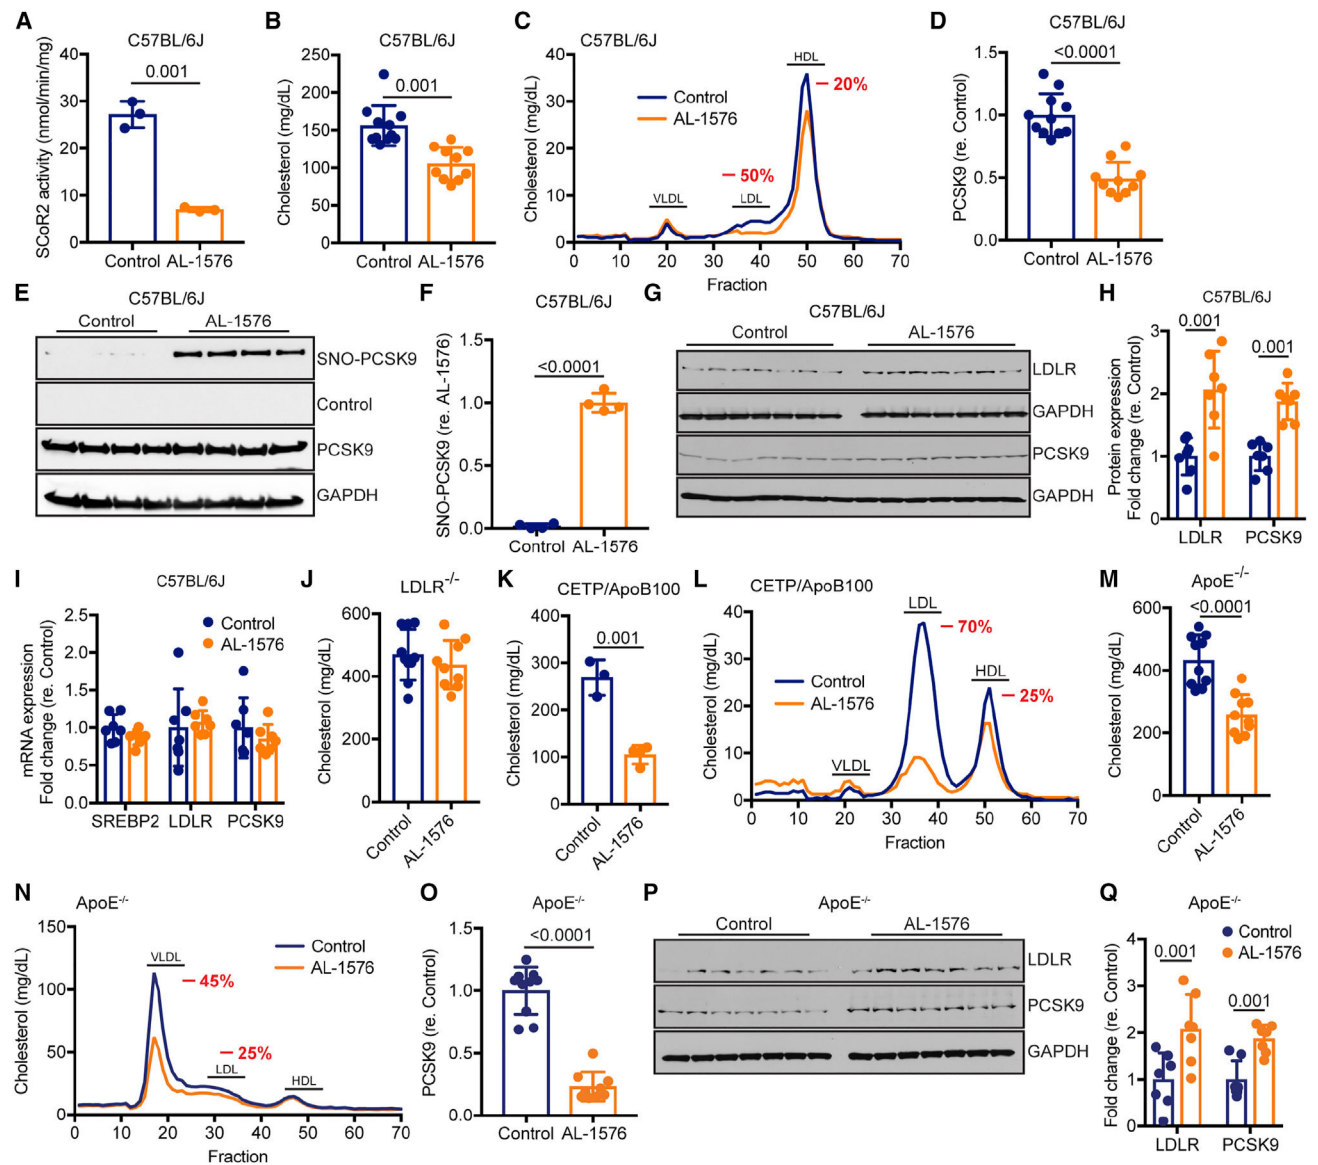 A
C57BL/6J
SCoR2 activity (nmol/min/mg)
40
30
20
10
0
0.001
Control AL-1576
B
C57BL/6J
Cholesterol (mg/dL)
250
200
150
100
50
0
0.001
Control AL-1576
C
C57BL/6J
Cholesterol (mg/dL)
40
30
20
10
0
Control
AL-1576
VLDL
– 50%
LDL
HDL
– 20%
0 10 20 30 40 50 60 70
Fraction
D
C57BL/6J
PCSK9 (re. Control)
1.5
1.0
0.5
0.0
<0.0001
Control AL-1576
E
C57BL/6J
Control AL-1576
SNO-PCSK9
Control
PCSK9
GAPDH
F
C57BL/6J
SNO-PCSK9 (re. AL-1576)
1.5
1.0
0.5
0.0
<0.0001
Control AL-1576
G
C57BL/6J
Control AL-1576
LDLR
GAPDH
PCSK9
GAPDH
H
C57BL/6J
Protein expression
Fold change (re. Control)
3
2
1
0
0.001
0.001
LDLR PCSK9
I
C57BL/6J
mRNA expression
Fold change (re. Control)
2.5
2.0
1.5
1.0
0.5
0.0
Control
AL-1576
SREBP2 LDLR PCSK9
J
LDLR-/-
Cholesterol (mg/dL)
600
400
200
0
Control
AL-1576
K
CETP/ApoB100
Cholesterol (mg/dL)
400
300
200
100
0
0.001
Control
AL-1576
L
CETP/ApoB100
Cholesterol (mg/dL)
40
30
20
10
0
Control
AL-1576
VLDL
LDL
– 70%
HDL
– 25%
0 10 20 30 40 50 60 70
Fraction
M
ApoE-/-
Cholesterol (mg/dL)
600
400
200
0
<0.0001
Control
AL-1576
N
ApoE-/-
Cholesterol (mg/dL)
150
100
50
0
Control
AL-1576
VLDL
– 45%
– 25%
LDL
HDL
0 10 20 30 40 50 60 70
Fraction
O
ApoE-/-
PCSK9 (re. Control)
1.5
1.0
0.5
0.0
<0.0001
Control AL-1576
P
ApoE-/-
Control AL-1576
LDLR
PCSK9
GAPDH
Q
ApoE-/-
Control
AL-1576
Fold change (re. Control)
4
3
2
1
0
0.001
0.001
LDLR PCSK9